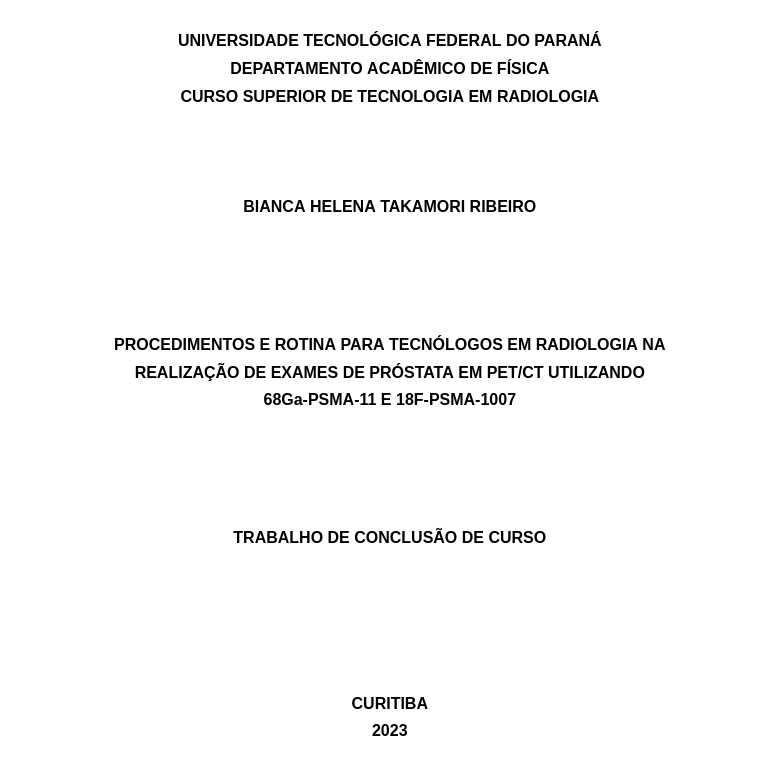 UNIVERSIDADE TECNOLÓGICA FEDERAL DO PARANÁ
DEPARTAMENTO ACADÊMICO DE FÍSICA
CURSO SUPERIOR DE TECNOLOGIA EM RADIOLOGIA
BIANCA HELENA TAKAMORI RIBEIRO
PROCEDIMENTOS E ROTINA PARA TECNÓLOGOS EM RADIOLOGIA NA
REALIZAÇÃO DE EXAMES DE PRÓSTATA EM PET/CT UTILIZANDO
68Ga-PSMA-11 E 18F-PSMA-1007
TRABALHO DE CONCLUSÃO DE CURSO
CURITIBA
2023